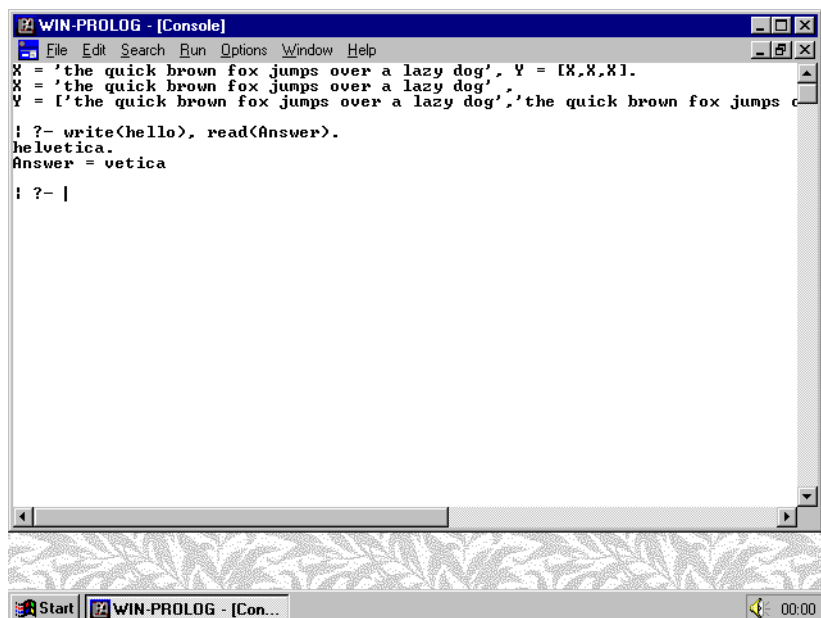 WIN-PROLOG - [Console]
File Edit Search Run Options Window Help
X = 'the quick brown fox jumps over a lazy dog', Y = [X,X,X].
X = 'the quick brown fox jumps over a lazy dog' ,
Y = ['the quick brown fox jumps over a lazy dog','the quick brown fox jumps
| ?- write(hello), read(Answer).
helvetica.
Answer = vetica
| ?- |
Start WIN-PROLOG - [Con... 00:00